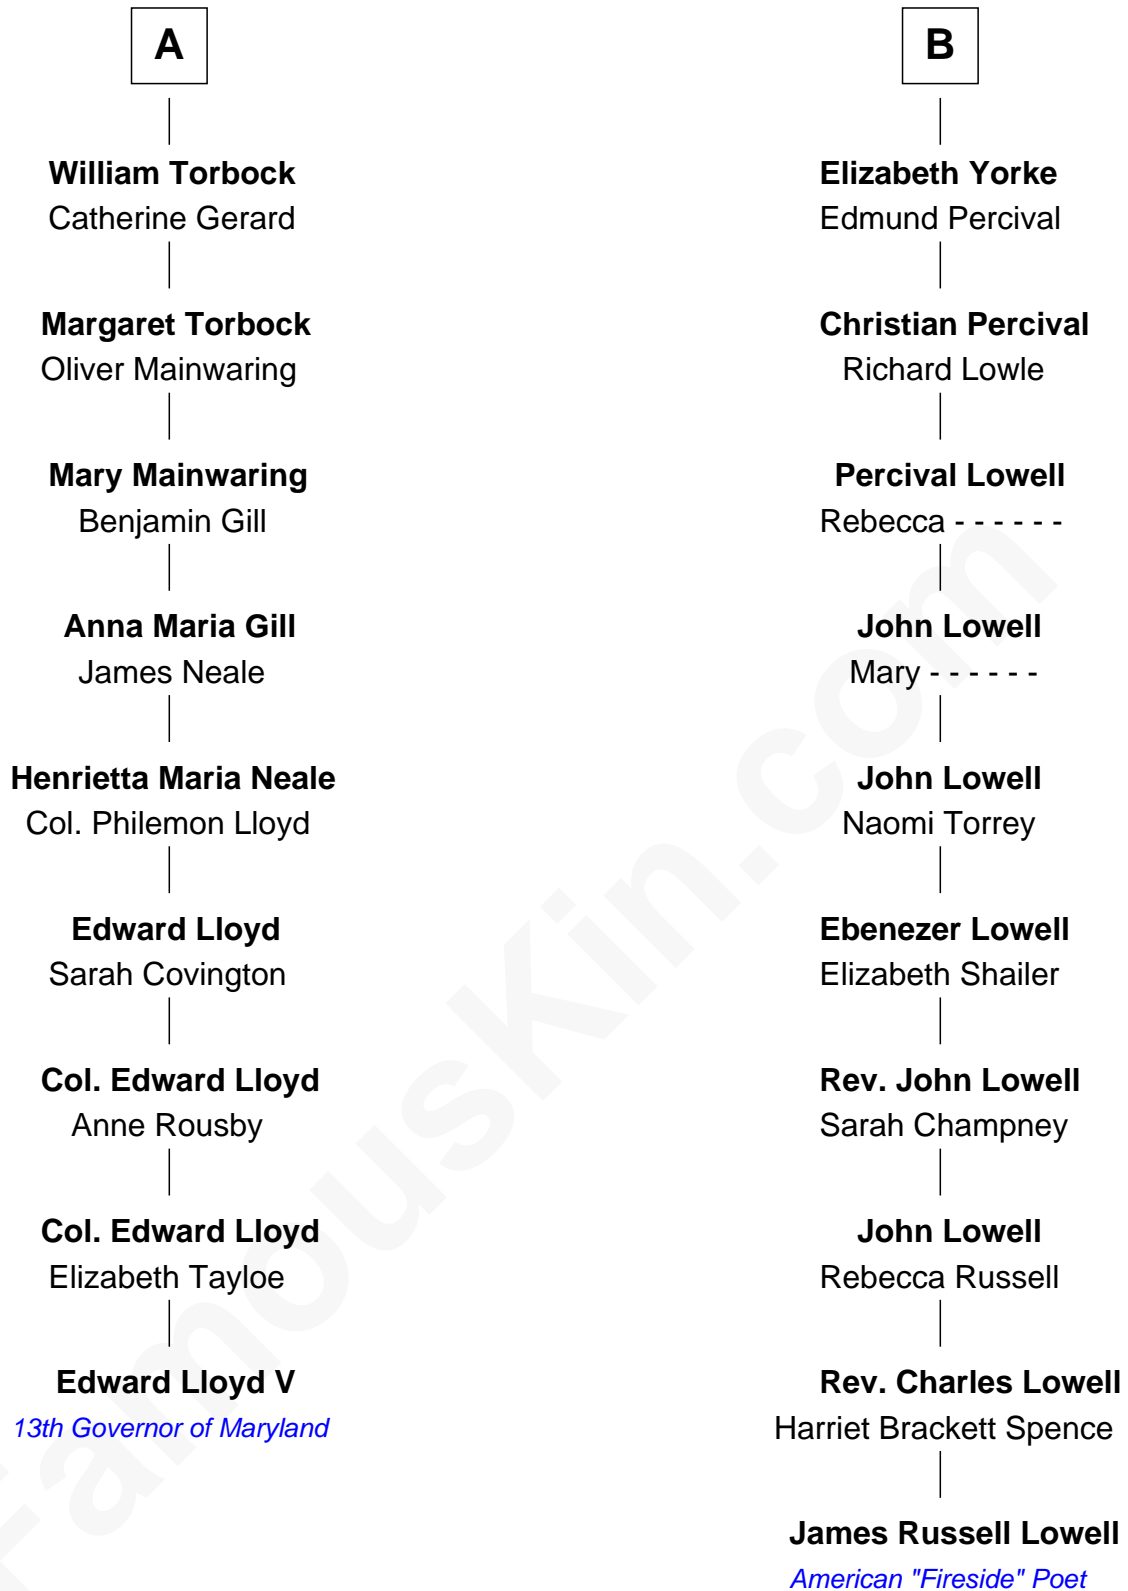 A
William Torbock
Catherine Gerard
Margaret Torbock
Oliver Mainwaring
Mary Mainwaring
Benjamin Gill
Anna Maria Gill
James Neale
Henrietta Maria Neale
Col. Philemon Lloyd
Edward Lloyd
Sarah Covington
Col. Edward Lloyd
Anne Rousby
Col. Edward Lloyd
Elizabeth Tayloe
Edward Lloyd V
13th Governor of Maryland
B
Elizabeth Yorke
Edmund Percival
Christian Percival
Richard Lowle
Percival Lowell
Rebecca - - - - - -
John Lowell
Mary - - - - - -
John Lowell
Naomi Torrey
Ebenezer Lowell
Elizabeth Shailer
Rev. John Lowell
Sarah Champney
John Lowell
Rebecca Russell
Rev. Charles Lowell
Harriet Brackett Spence
James Russell Lowell
American "Fireside" Poet
FamousKin.com